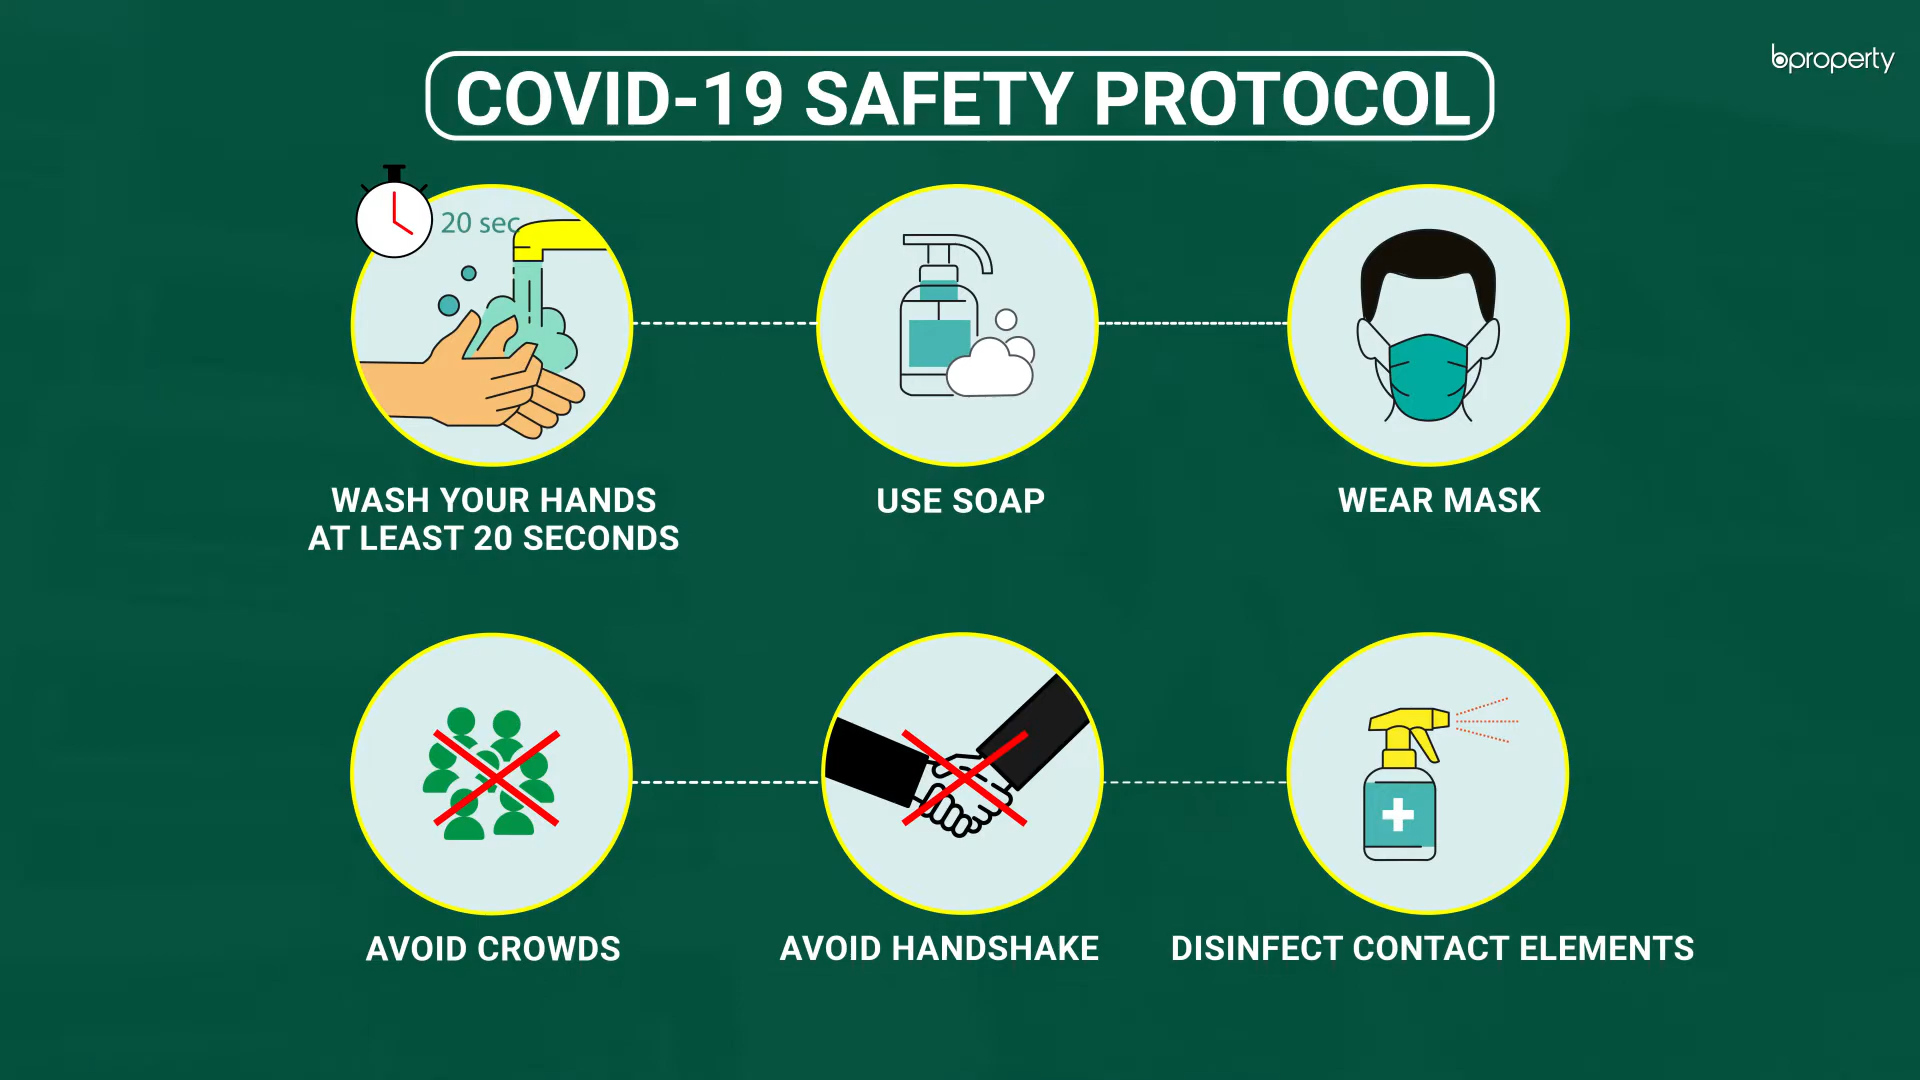 bproperty
COVID-19 SAFETY PROTOCOL
20 sec
WASH YOUR HANDS
AT LEAST 20 SECONDS
USE SOAP
WEAR MASK
AVOID CROWDS
AVOID HANDSHAKE
DISINFECT CONTACT ELEMENTS